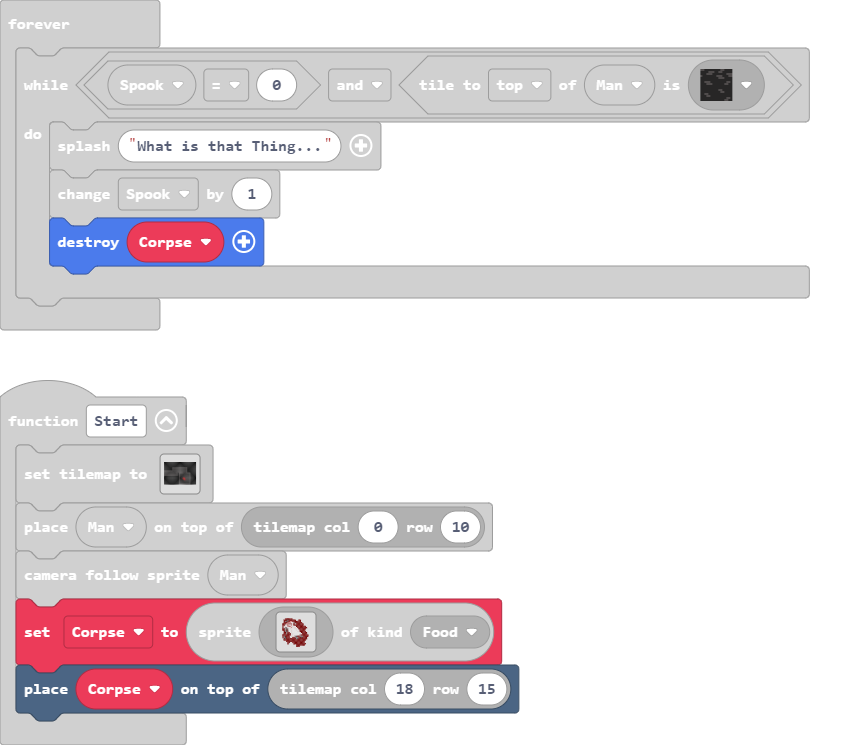 forever
while Spook = 0 and tile to top of Man is
do
splash "What is that Thing..."
change Spook by 1
destroy Corpse
function Start
set tilemap to
place Man on top of tilemap col 0 row 10
camera follow sprite Man
set Corpse to sprite of kind Food
place Corpse on top of tilemap col 18 row 15